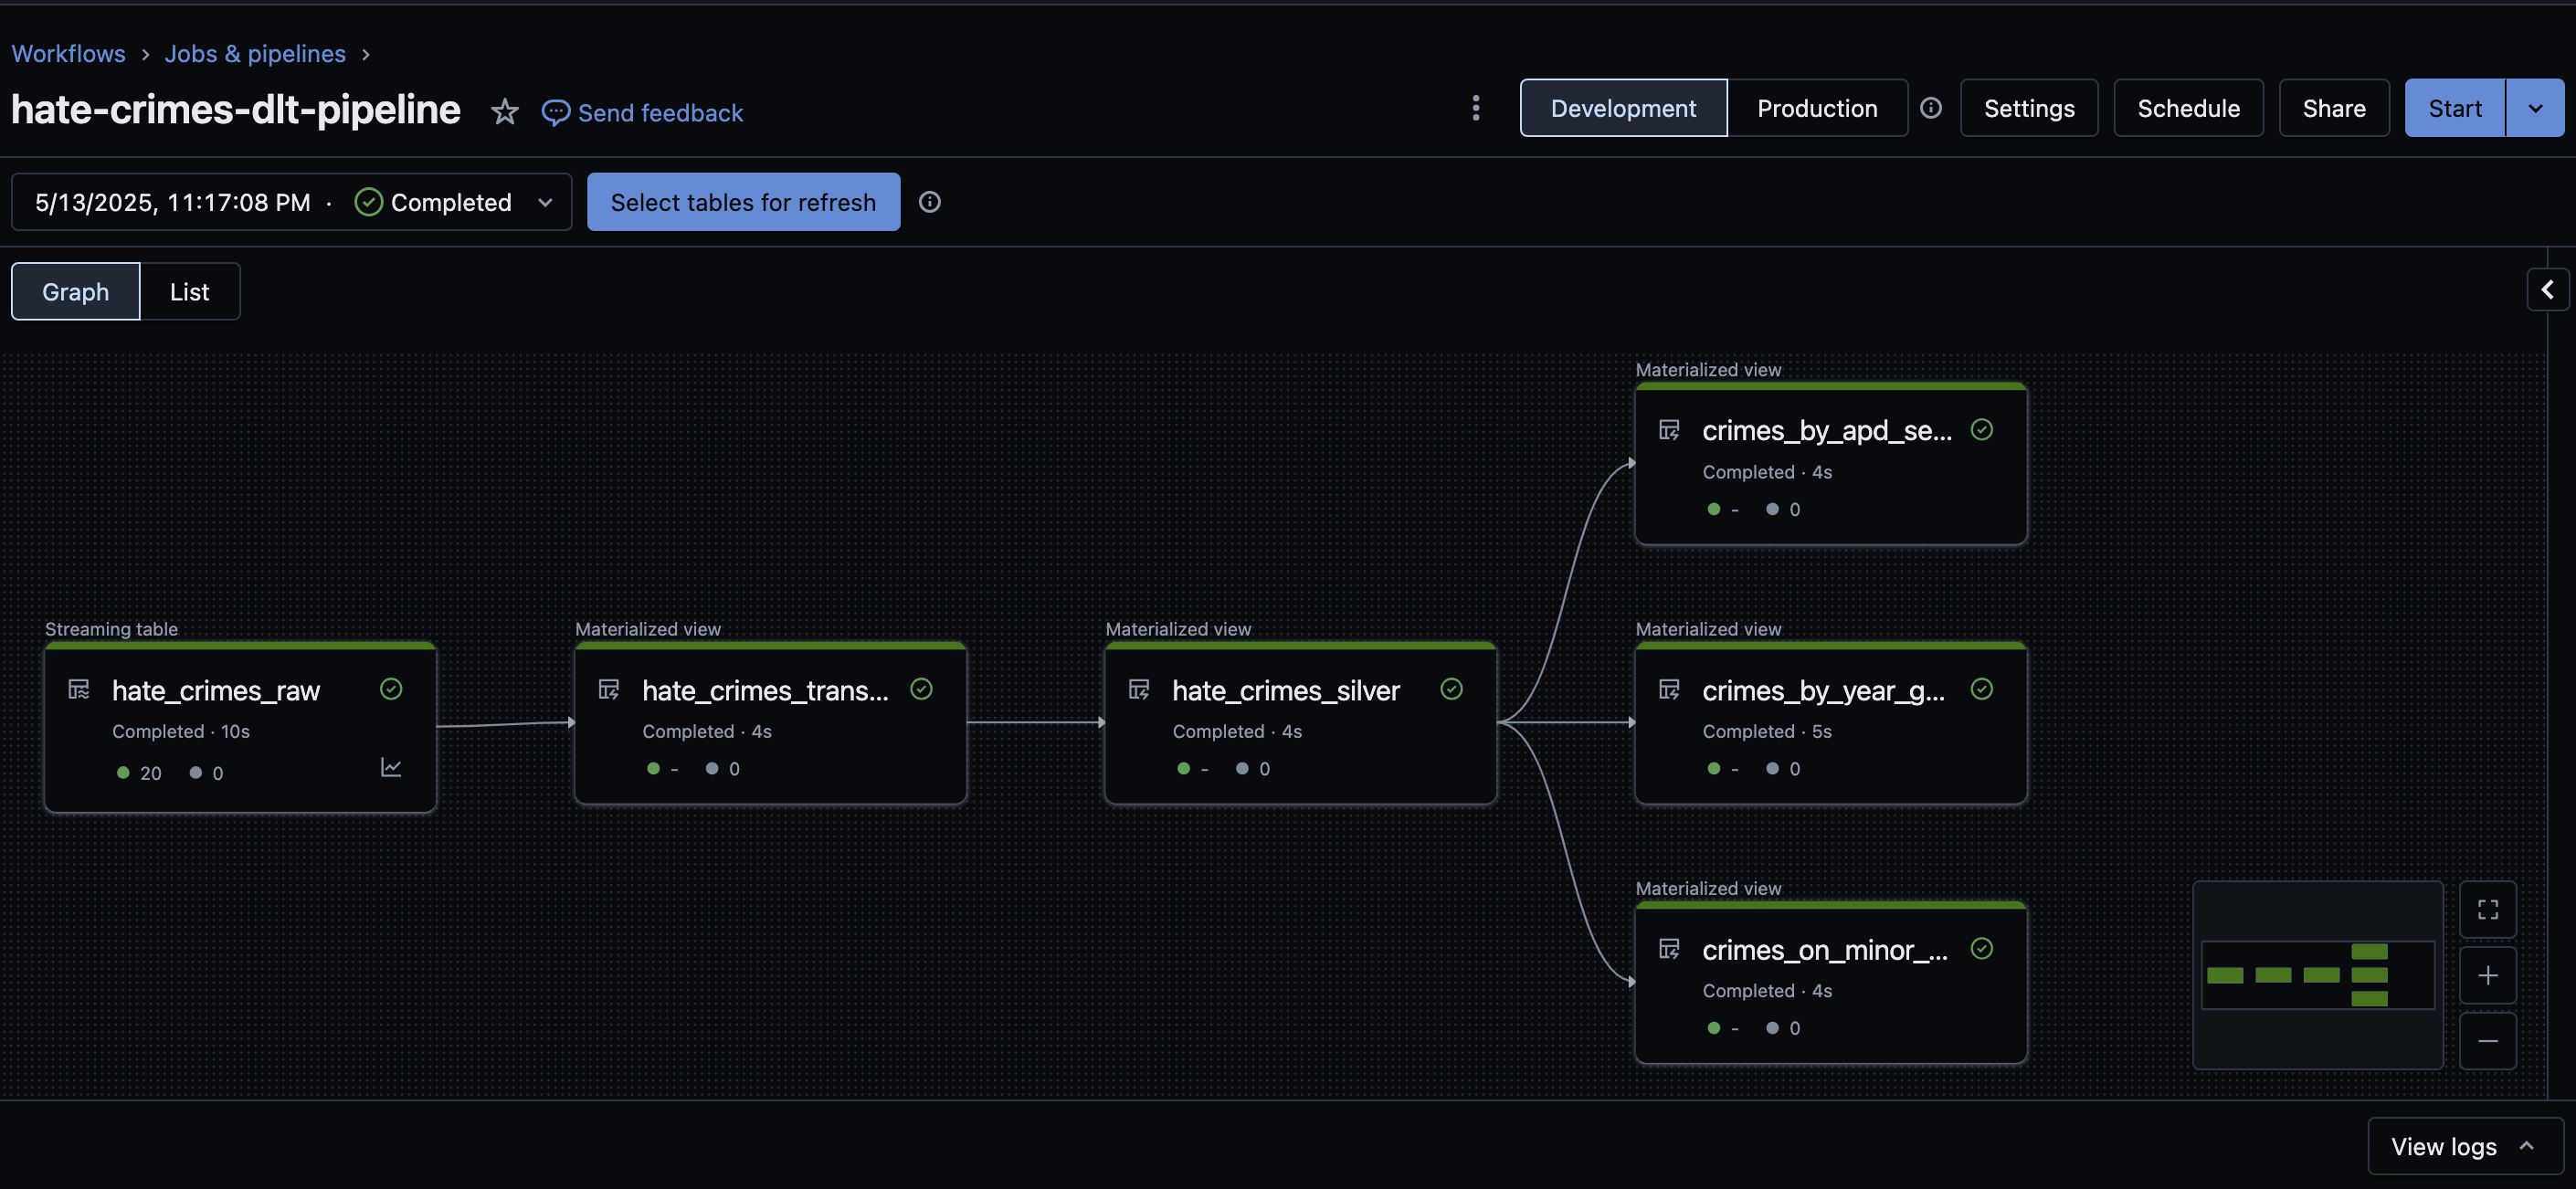 Workflows > Jobs & pipelines >
hate-crimes-dlt-pipeline Send feedback Development Production Settings Schedule Share Start
5/13/2025, 11:17:08 PM · Completed Select tables for refresh
Graph List
Materialized view
crimes_by_apd_se...
Completed · 4s
- 0
Streaming table
hate_crimes_raw
Completed · 10s
20 0
Materialized view
hate_crimes_trans...
Completed · 4s
- 0
Materialized view
hate_crimes_silver
Completed · 4s
- 0
Materialized view
crimes_by_year_g...
Completed · 5s
- 0
Materialized view
crimes_on_minor_...
Completed · 4s
- 0
View logs